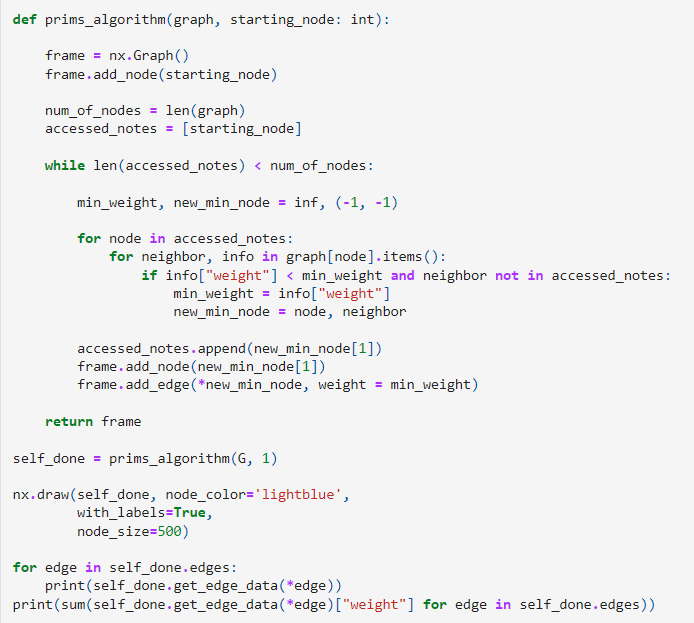 def prims_algorithm(graph, starting_node: int):
    frame = nx.Graph()
    frame.add_node(starting_node)
    num_of_nodes = len(graph)
    accessed_notes = [starting_node]
    while len(accessed_notes) < num_of_nodes:
        min_weight, new_min_node = inf, (-1, -1)
        for node in accessed_notes:
            for neighbor, info in graph[node].items():
                if info["weight"] < min_weight and neighbor not in accessed_notes:
                    min_weight = info["weight"]
                    new_min_node = node, neighbor
        accessed_notes.append(new_min_node[1])
        frame.add_node(new_min_node[1])
        frame.add_edge(*new_min_node, weight = min_weight)
    return frame
self_done = prims_algorithm(G, 1)
nx.draw(self_done, node_color='lightblue',
        with_labels=True,
        node_size=500)
for edge in self_done.edges:
    print(self_done.get_edge_data(*edge))
print(sum(self_done.get_edge_data(*edge)["weight"] for edge in self_done.edges))